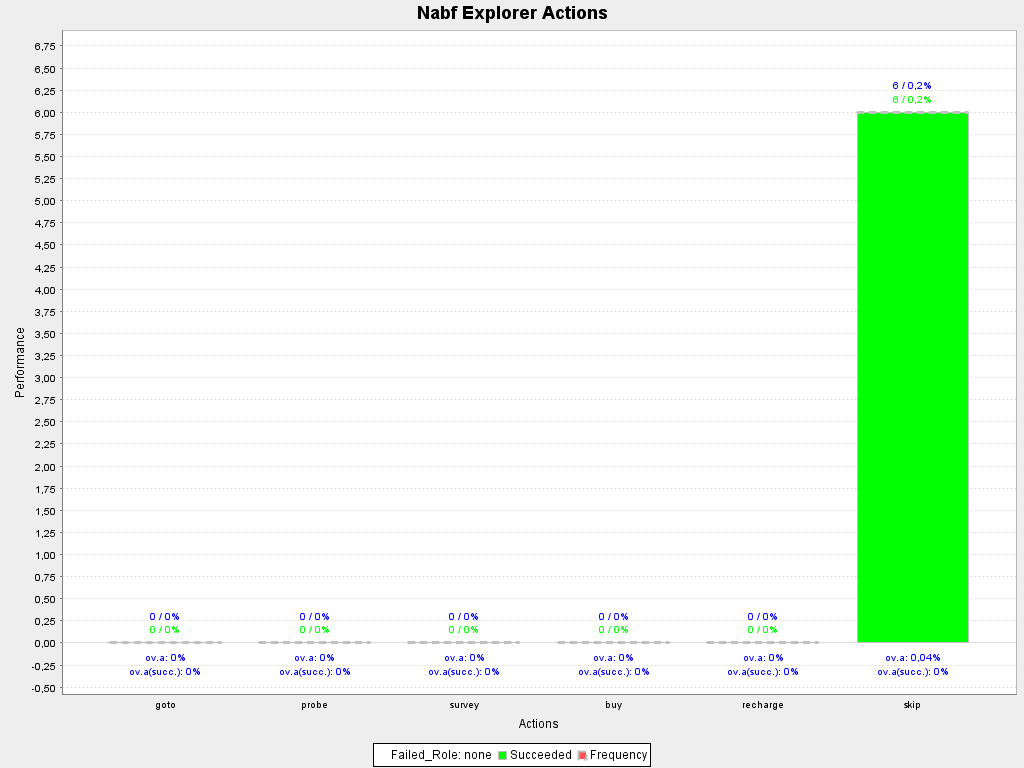 Nabf Explorer Actions
6,75
6,50
6,25
6,00
5,75
5,50
5,25
5,00
4,75
4,50
4,25
4,00
3,75
3,50
3,25
3,00
2,75
2,50
2,25
2,00
1,75
1,50
1,25
1,00
0,75
0,50
0,25
0,00
-0,25
-0,50
Performance
6 / 0,2%
6 / 0,2%
0 / 0% 0 / 0% 0 / 0% 0 / 0% 0 / 0%
0 / 0% 0 / 0% 0 / 0% 0 / 0% 0 / 0%
ov.a: 0% ov.a: 0% ov.a: 0% ov.a: 0% ov.a: 0% ov.a: 0,04%
ov.a(succ.): 0% ov.a(succ.): 0% ov.a(succ.): 0% ov.a(succ.): 0% ov.a(succ.): 0% ov.a(succ.): 0%
goto probe survey buy recharge skip
Actions
Failed_Role: none Succeeded Frequency